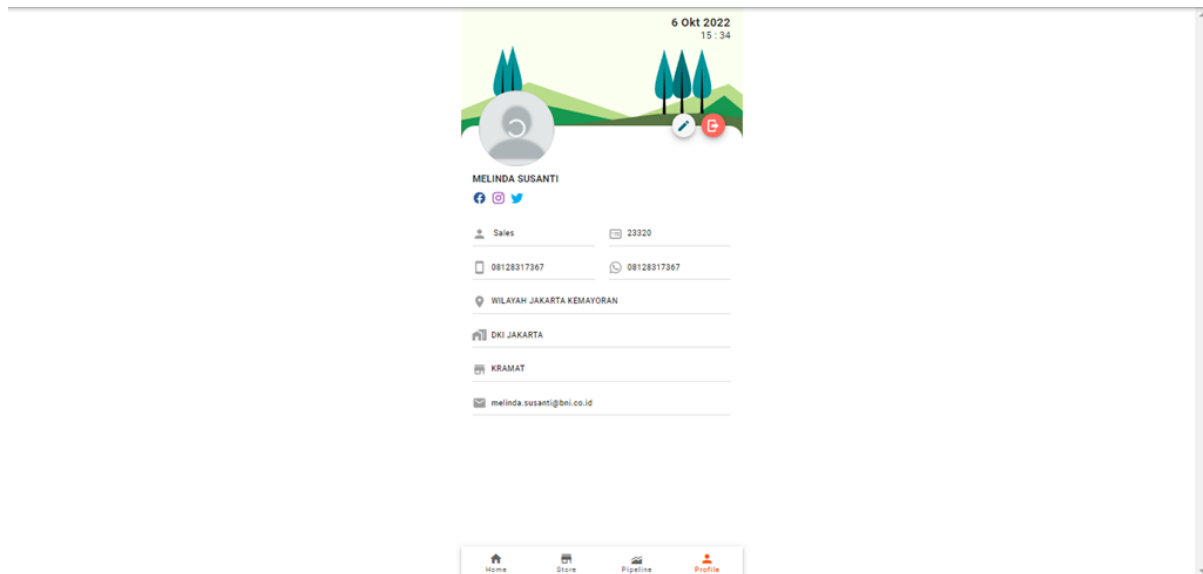 6 Okt 2022
15 : 34
MELINDA SUSANTI
Sales
23320
08128317367
08128317367
WILAYAH JAKARTA KEMAYORAN
DKI JAKARTA
KRAMAT
melinda.susanti@bni.co.id
Home
Store
Pipeline
Profile